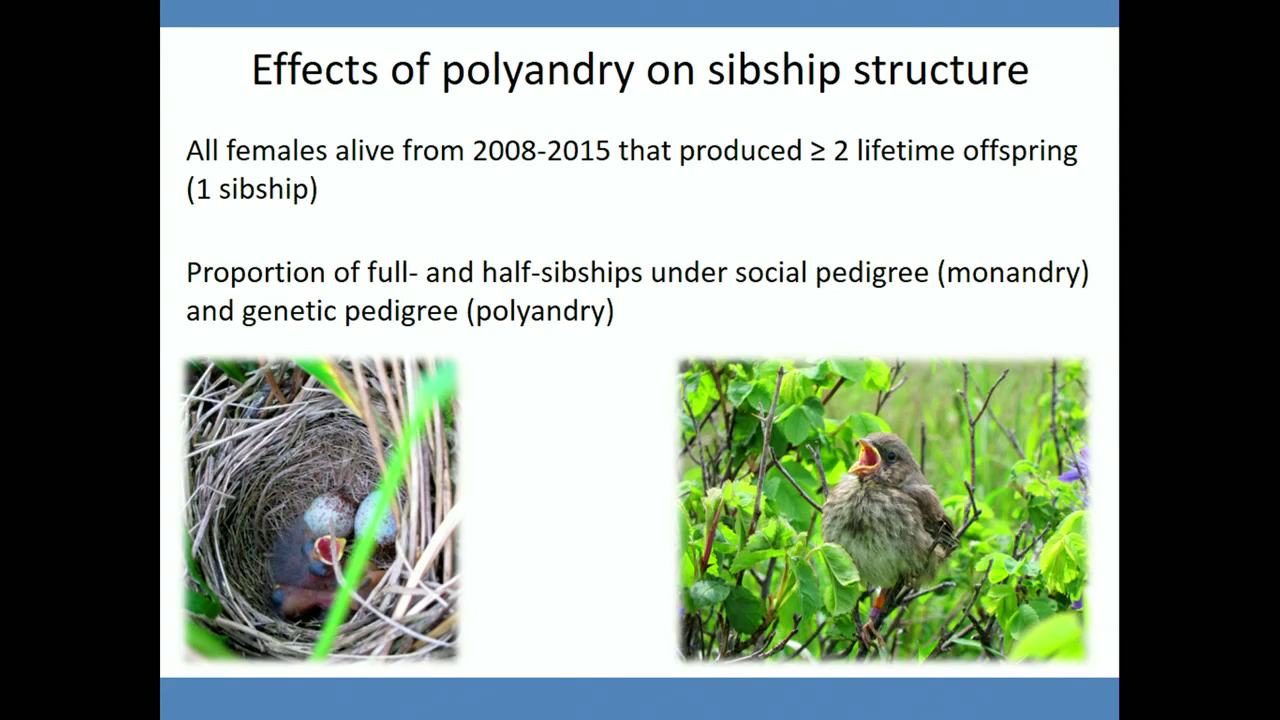 Effects of polyandry on sibship structure
All females alive from 2008-2015 that produced ≥ 2 lifetime offspring
(1 sibship)
Proportion of full- and half-sibships under social pedigree (monandry)
and genetic pedigree (polyandry)